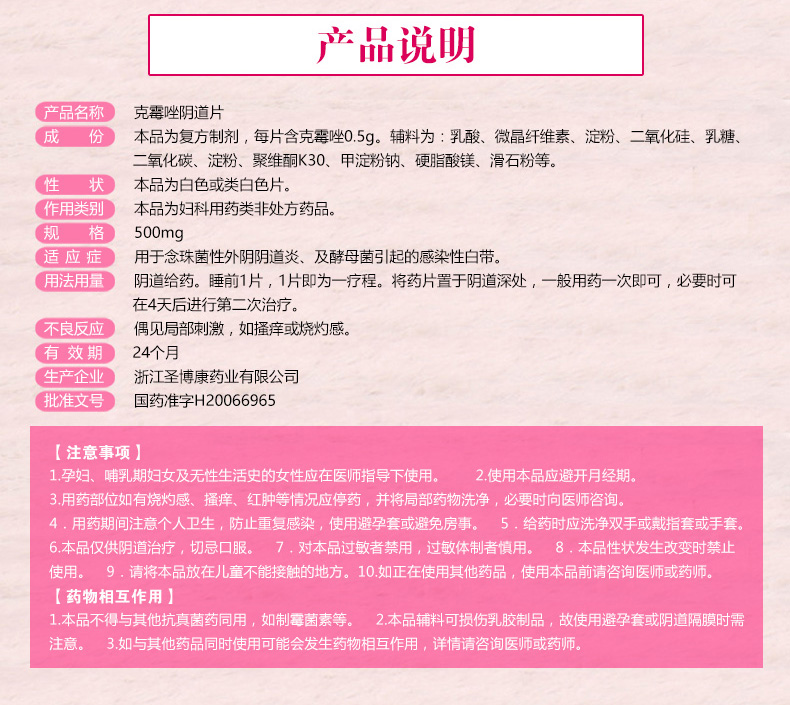 产品说明
产品名称 克霉唑阴道片
成份 本品为复方制剂，每片含克霉唑0.5g。辅料为：乳酸、微晶纤维素、淀粉、二氧化硅、乳糖、
二氧化碳、淀粉、聚维酮K30、甲淀粉钠、硬脂酸镁、滑石粉等。
性状 本品为白色或类白色片。
作用类别 本品为妇科用药类非处方药品。
规格 500mg
适应症 用于念珠菌性外阴阴道炎、及酵母菌引起的感染性白带。
用法用量 阴道给药。睡前1片，1片即为一疗程。将药片置于阴道深处，一般用药一次即可，必要时可
在4天后进行第二次治疗。
不良反应 偶见局部刺激，如搔痒或烧灼感。
有效期 24个月
生产企业 浙江圣博康药业有限公司
批准文号 国药准字H20066965
【注意事项】
1.孕妇、哺乳期妇女及无性生活史的女性应在医师指导下使用。 2.使用本品应避开月经期。
3.用药部位如有烧灼感、搔痒、红肿等情况应停药，并将局部药物洗净，必要时向医师咨询。
4．用药期间注意个人卫生，防止重复感染，使用避孕套或避免房事。 5．给药时应洗净双手或戴指套或手套。
6.本品仅供阴道治疗，切忌口服。 7．对本品过敏者禁用，过敏体制者慎用。 8．本品性状发生改变时禁止
使用。 9．请将本品放在儿童不能接触的地方。10.如正在使用其他药品，使用本品前请咨询医师或药师。
【药物相互作用】
1.本品不得与其他抗真菌药同用，如制霉菌素等。 2.本品辅料可损伤乳胶制品，故使用避孕套或阴道隔膜时需
注意。 3.如与其他药品同时使用可能会发生药物相互作用，详情请咨询医师或药师。